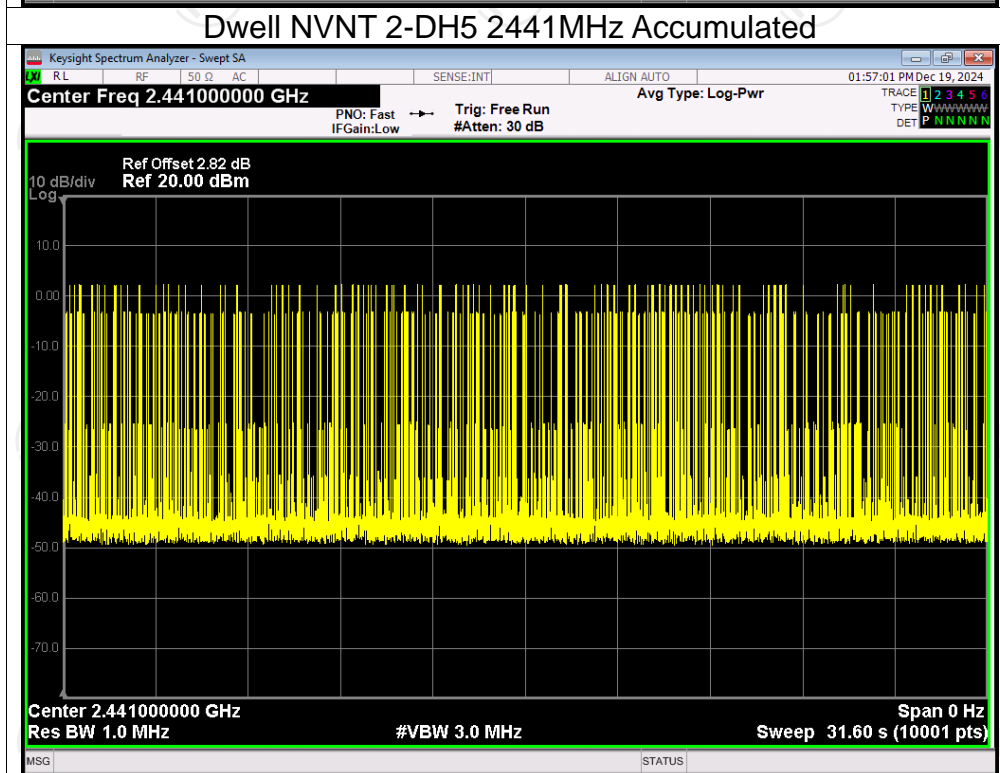 Dwell NVNT 2-DH5 2441MHz Accumulated
Keysight Spectrum Analyzer - Swept SA
LXI RL RF 50 Ω AC SENSE:INT ALIGN AUTO 01:57:01 PM Dec 19, 2024
Center Freq 2.441000000 GHz Avg Type: Log-Pwr TRACE 1 2 3 4 5 6
PNO: Fast Trig: Free Run TYPE WWWWWW
IFGain:Low #Atten: 30 dB DET P N N N N N
Ref Offset 2.82 dB
10 dB/div Ref 20.00 dBm
Log
10.0
0.00
-10.0
-20.0
-30.0
-40.0
-50.0
-60.0
-70.0
Center 2.441000000 GHz Span 0 Hz
Res BW 1.0 MHz #VBW 3.0 MHz Sweep 31.60 s (10001 pts)
MSG STATUS